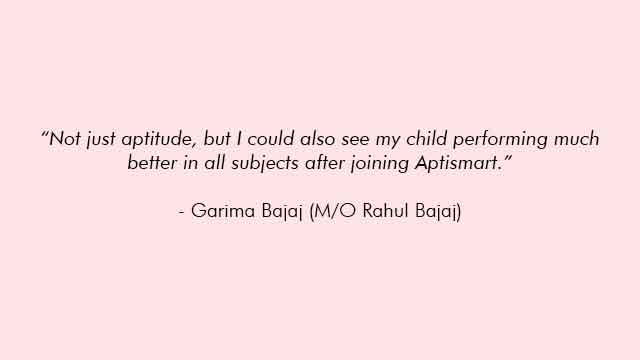 “Not just aptitude, but I could also see my child performing much
better in all subjects after joining Aptismart.”
- Garima Bajaj (M/O Rahul Bajaj)